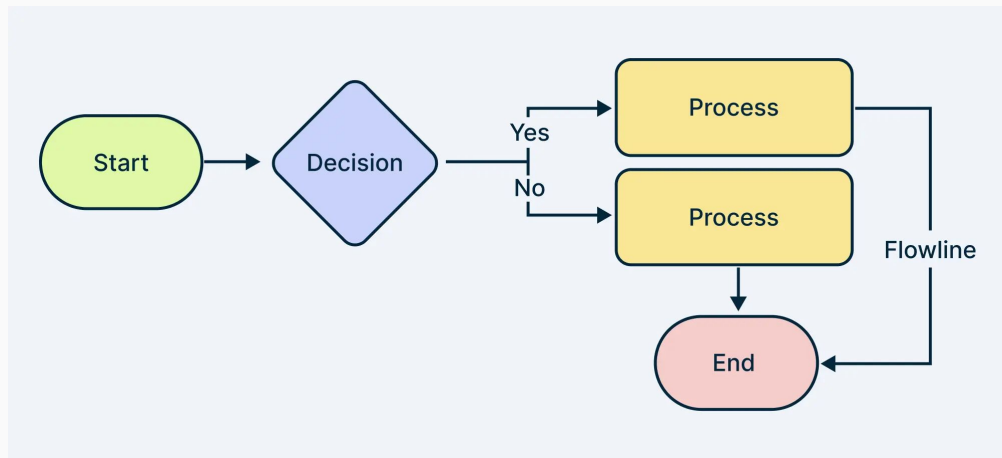 Start
Decision
Yes
No
Process
Process
Flowline
End